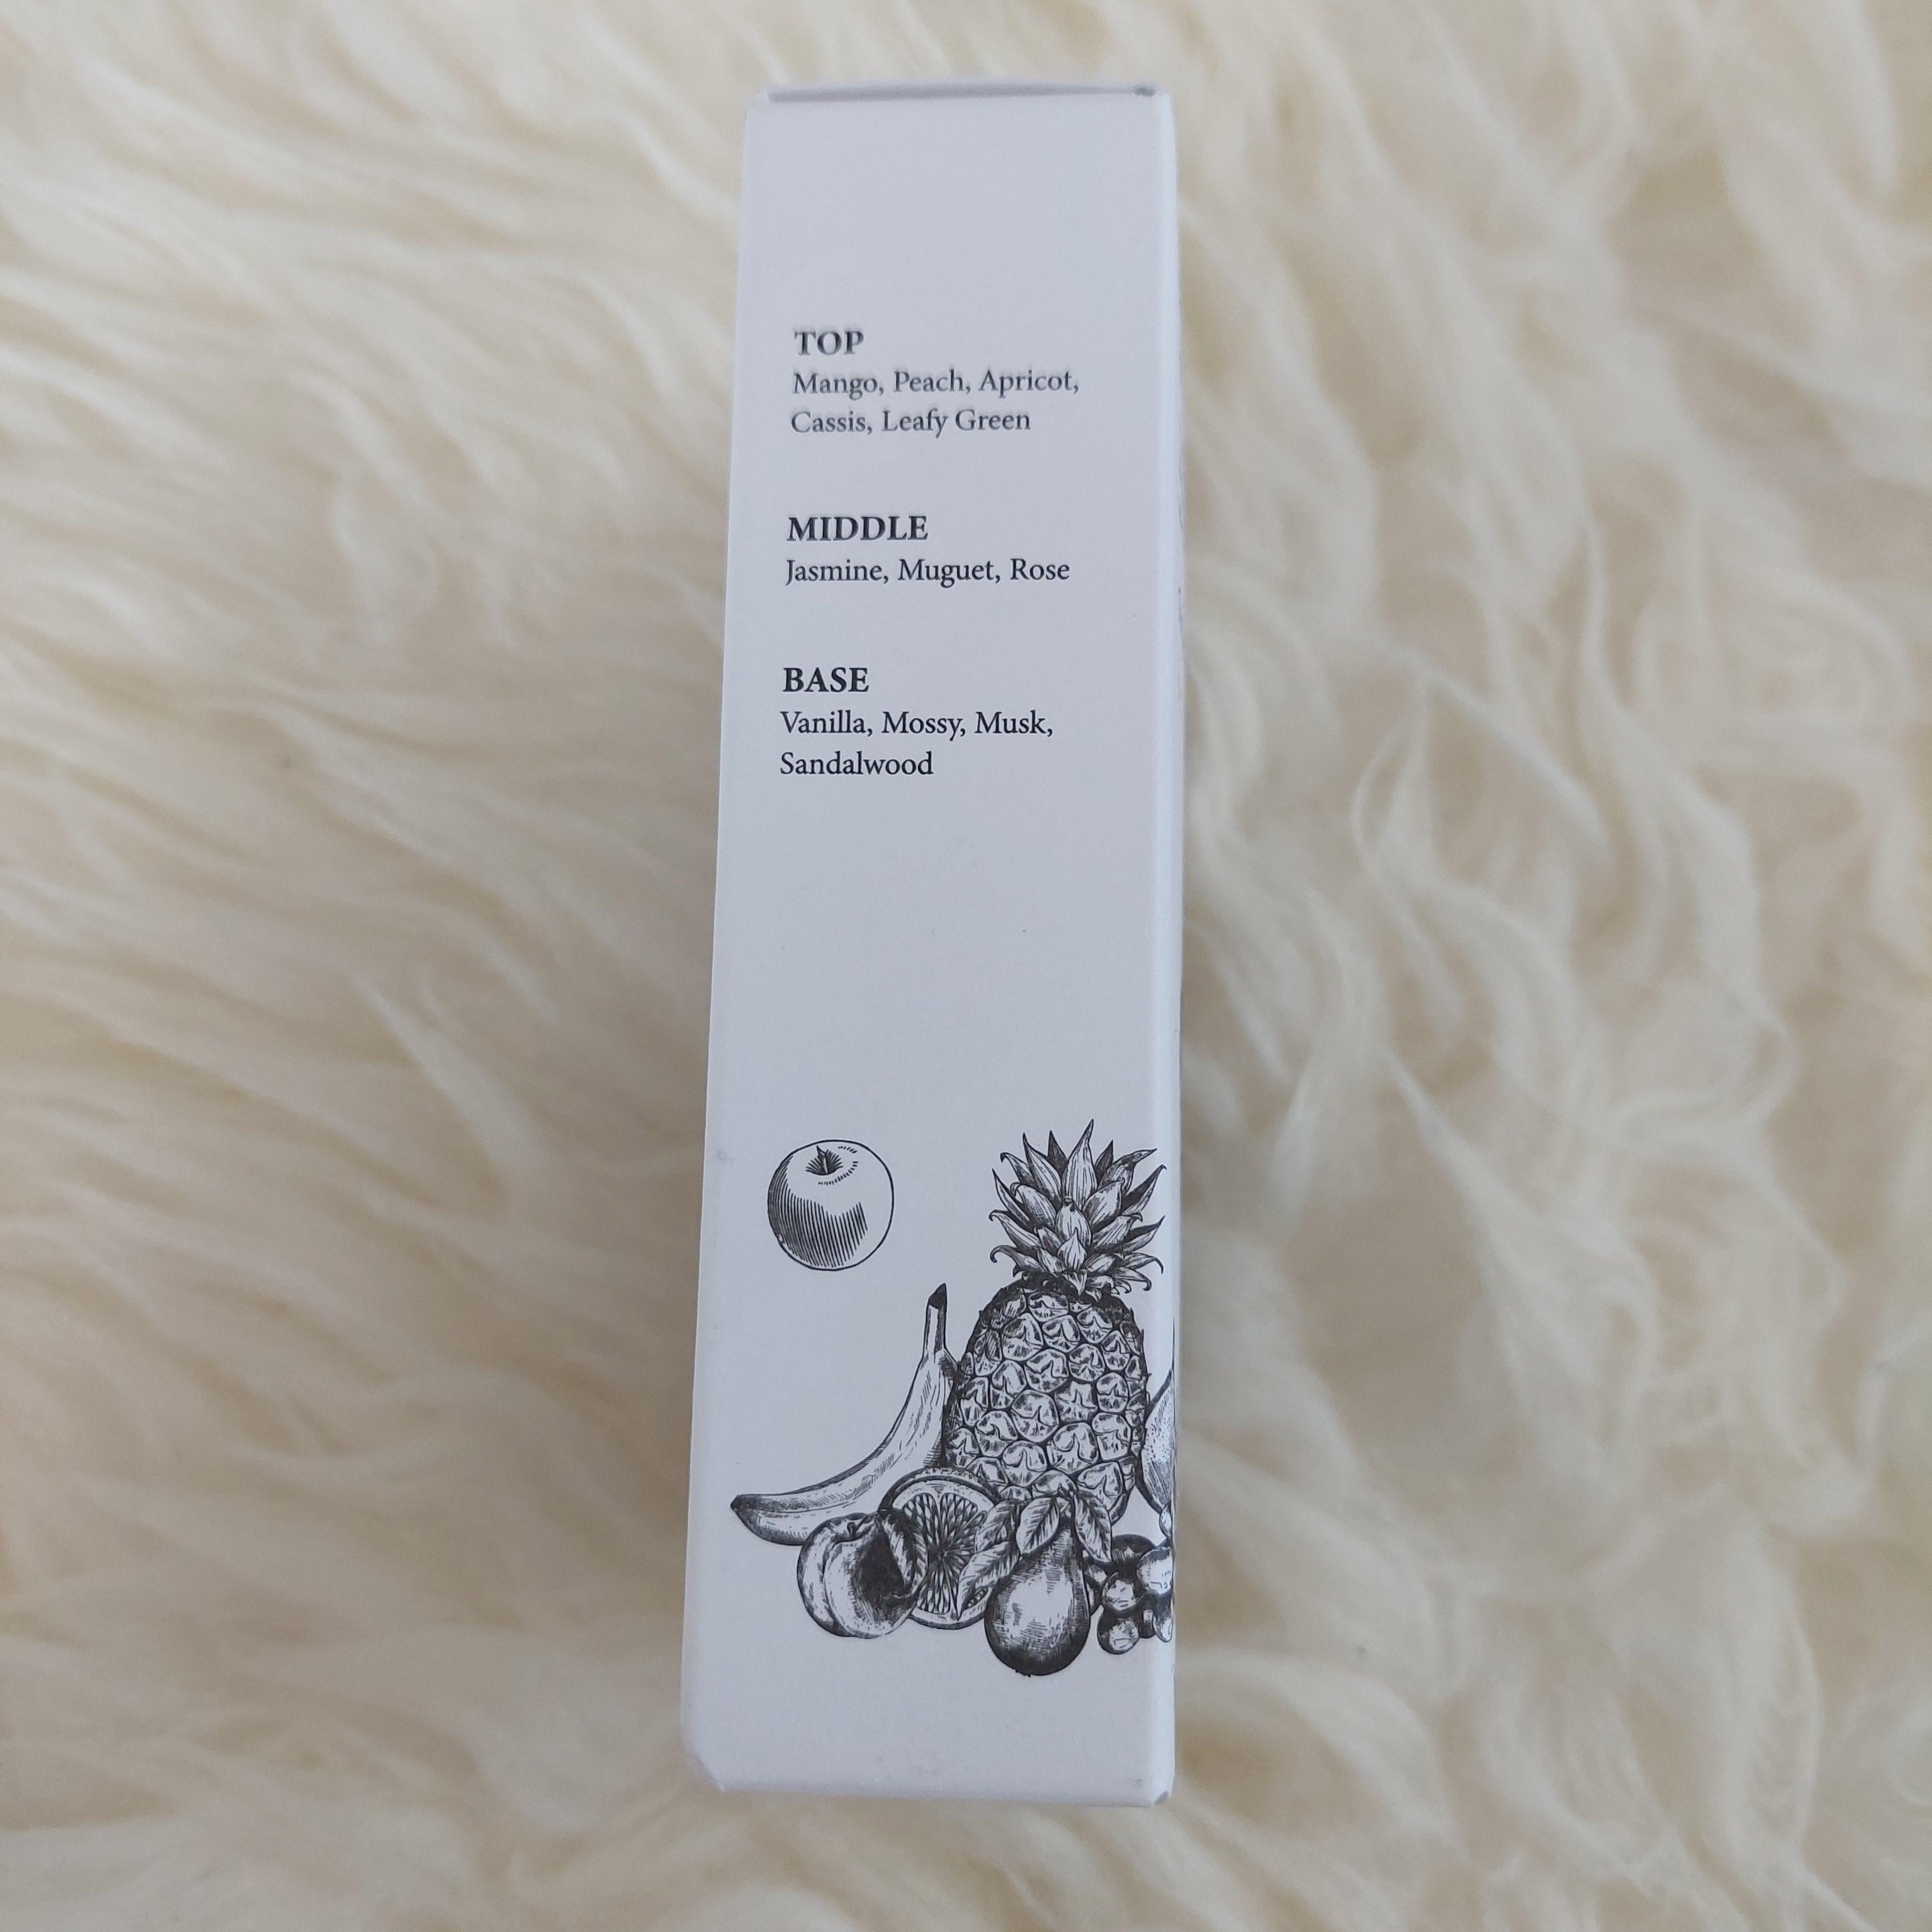 TOP
Mango, Peach, Apricot,
Cassis, Leafy Green
MIDDLE
Jasmine, Muguet, Rose
BASE
Vanilla, Mossy, Musk,
Sandalwood